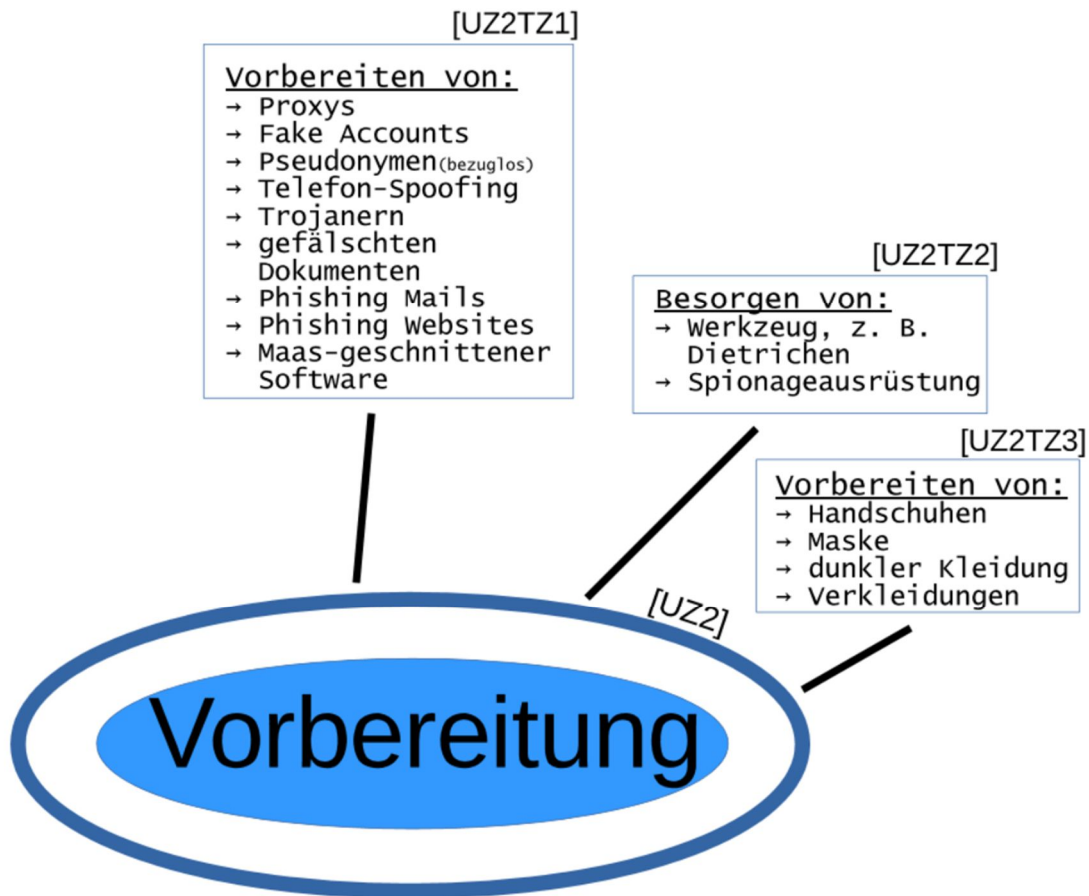 [UZ2TZ1]
Vorbereiten von:
→ Proxys
→ Fake Accounts
→ Pseudonymen(bezuglos)
→ Telefon-Spoofing
→ Trojanern
→ gefälschten
Dokumenten
→ Phishing Mails
→ Phishing Websites
→ Maas-geschnittener
Software
[UZ2TZ2]
Besorgen von:
→ Werkzeug, z. B.
Dietrichen
→ Spionageausrüstung
[UZ2TZ3]
Vorbereiten von:
→ Handschuhen
→ Maske
→ dunkler Kleidung
→ Verkleidungen
[UZ2]
Vorbereitung